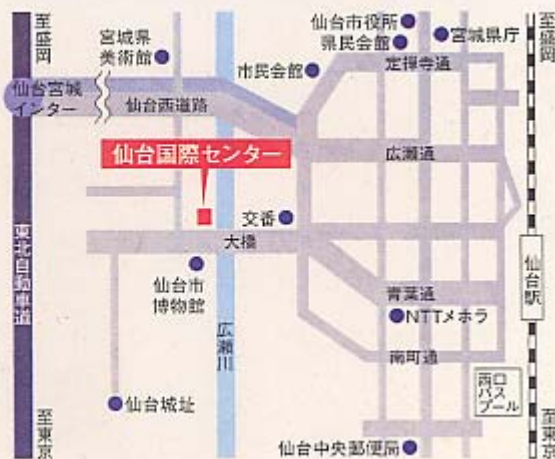 至盛岡
宮城県
美術館
仙台市役所
県民会館
宮城県庁
至盛岡
市民会館
定禅寺通
仙台宮城
インター
仙台西道路
仙台国際センター
広瀬通
交番
大橋
東北自動車道
仙台市
博物館
広瀬川
青葉通
NTTメホラ
仙台駅
南町通
西口
バス
プール
仙台城址
仙台中央郵便局
至東京
至東京